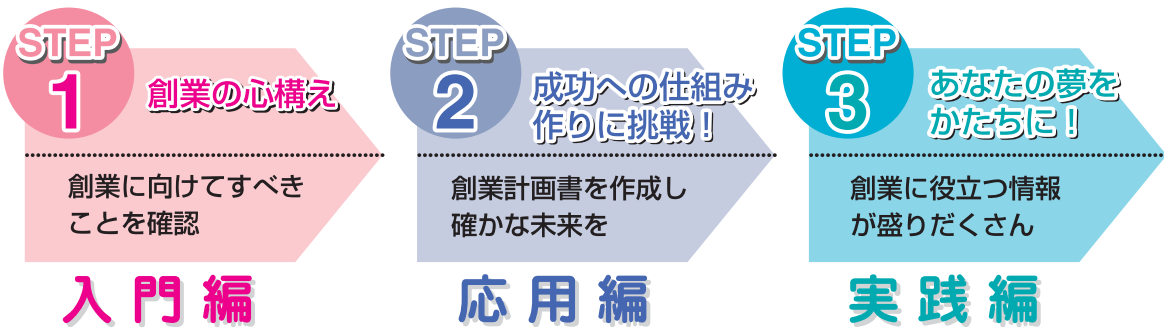 STEP
1
創業の心構え
創業に向けてすべき
ことを確認
入門編
STEP
2
成功への仕組み
作りに挑戦！
創業計画書を作成し
確かな未来を
応用編
STEP
3
あなたの夢を
かたちに！
創業に役立つ情報
が盛りだくさん
実践編